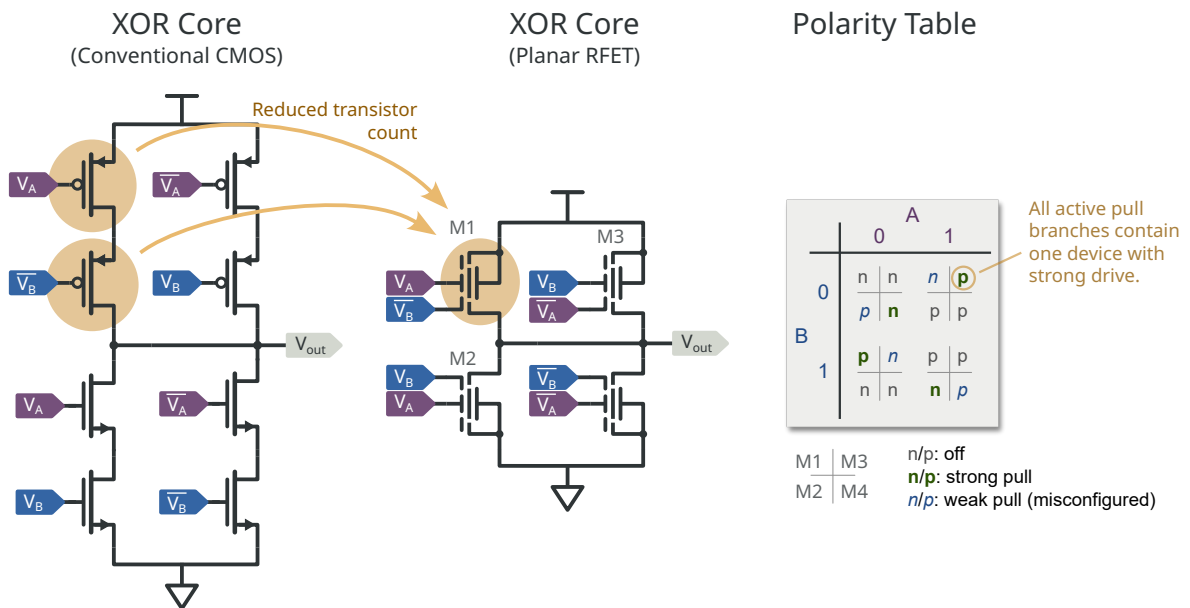 XOR Core
(Conventional CMOS)
XOR Core
(Planar RFET)
Polarity Table
Reduced transistor
count
V_A
V̅_A̅
B̅V̅
V_B
V_out
V_A
V̅_A̅
V_B
V̅_B̅
M1
M3
V_A
V̅_B̅
V_B
V̅_A̅
V_out
M2
V_B
V_A
V̅_B̅
V̅_A̅
A
0 1
B
0
n n
p n
n p
p p
1
p n
n n
p p
n p
All active pull
branches contain
one device with
strong drive.
M1 M3
M2 M4
n/p: off
n/p: strong pull
n/p: weak pull (misconfigured)